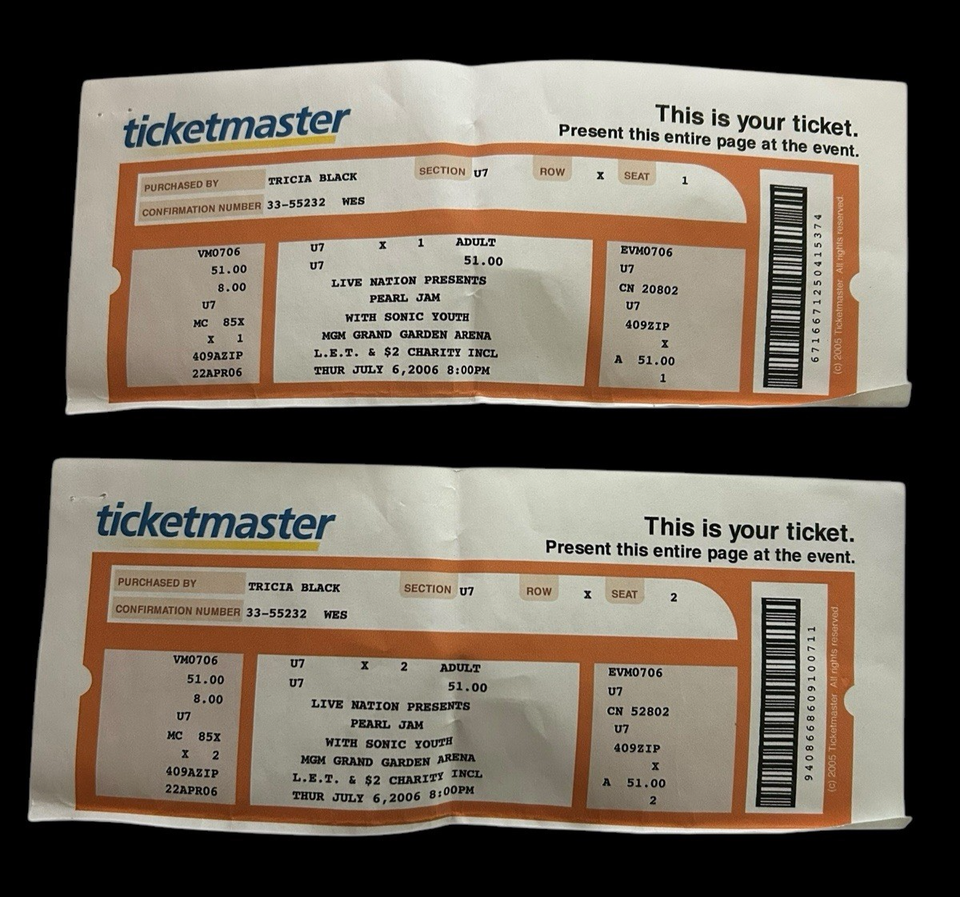 ticketmaster
This is your ticket.
Present this entire page at the event.
PURCHASED BY TRICIA BLACK SECTION U7 ROW X SEAT 1
CONFIRMATION NUMBER 33-55232 WES
VM0706
51.00
8.00
U7
MC 85X
X 1
409AZIP
22APR06
U7 X 1 ADULT
U7 51.00
LIVE NATION PRESENTS
PEARL JAM
WITH SONIC YOUTH
MGM GRAND GARDEN ARENA
L.E.T. & $2 CHARITY INCL
THUR JULY 6,2006 8:00PM
EVM0706
U7
CN 20802
U7
409ZIP
X
A 51.00
1
6716671250415374
(c) 2005 Ticketmaster. All rights reserved.
ticketmaster
This is your ticket.
Present this entire page at the event.
PURCHASED BY TRICIA BLACK SECTION U7 ROW X SEAT 2
CONFIRMATION NUMBER 33-55232 WES
VM0706
51.00
8.00
U7
MC 85X
X 2
409AZIP
22APR06
U7 X 2 ADULT
U7 51.00
LIVE NATION PRESENTS
PEARL JAM
WITH SONIC YOUTH
MGM GRAND GARDEN ARENA
L.E.T. & $2 CHARITY INCL
THUR JULY 6,2006 8:00PM
EVM0706
U7
CN 52802
U7
409ZIP
X
A 51.00
2
9408668609100711
(c) 2005 Ticketmaster. All rights reserved.